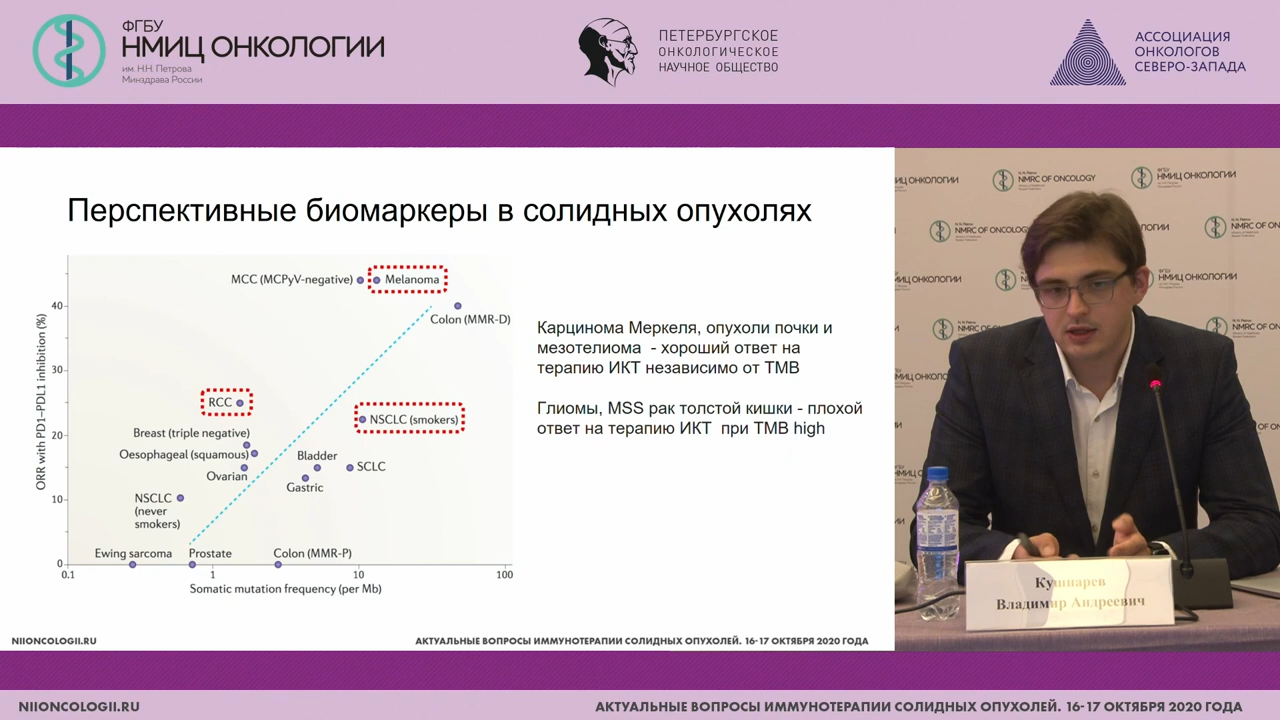 ФГБУ
НМИЦ ОНКОЛОГИИ
им. Н.Н. Петрова
Минздрава России
ПЕТЕРБУРГСКОЕ
ОНКОЛОГИЧЕСКОЕ
НАУЧНОЕ ОБЩЕСТВО
АССОЦИАЦИЯ
ОНКОЛОГОВ
СЕВЕРО-ЗАПАДА
Перспективные биомаркеры в солидных опухолях
ORR with PD1–PDL1 inhibition (%)
40
30
20
10
0
MCC (MCPyV-negative)
Melanoma
Colon (MMR-D)
RCC
NSCLC (smokers)
Breast (triple negative)
Oesophageal (squamous)
Ovarian
Bladder
SCLC
Gastric
NSCLC
(never
smokers)
Ewing sarcoma
Prostate
Colon (MMR-P)
0.1
1
10
100
Somatic mutation frequency (per Mb)
Карцинома Меркеля, опухоли почки и
мезотелиома - хороший ответ на
терапию ИКТ независимо от TMB
Глиомы, MSS рак толстой кишки - плохой
ответ на терапию ИКТ при TMB high
NIIONCOLOGII.RU
АКТУАЛЬНЫЕ ВОПРОСЫ ИММУНОТЕРАПИИ СОЛИДНЫХ ОПУХОЛЕЙ. 16-17 ОКТЯБРЯ 2020 ГОДА
NMRC OF ONCOLOGY
НМИЦ ОНКОЛОГИИ
NMRC OF ONCOLOGY
Кушнарев
Владимир Андреевич
NIIONCOLOGII.RU
АКТУАЛЬНЫЕ ВОПРОСЫ ИММУНОТЕРАПИИ СОЛИДНЫХ ОПУХОЛЕЙ. 16-17 ОКТЯБРЯ 2020 ГОДА